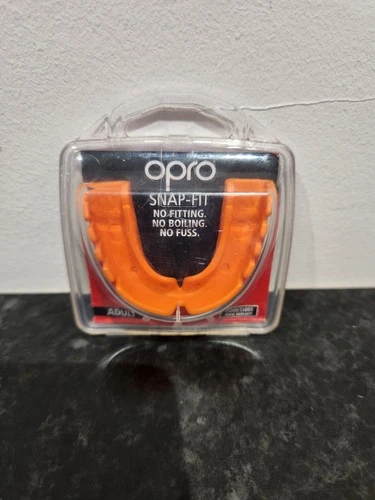 opro
SNAP-FIT
NO FITTING.
NO BOILING.
NO FUSS.
ADULT